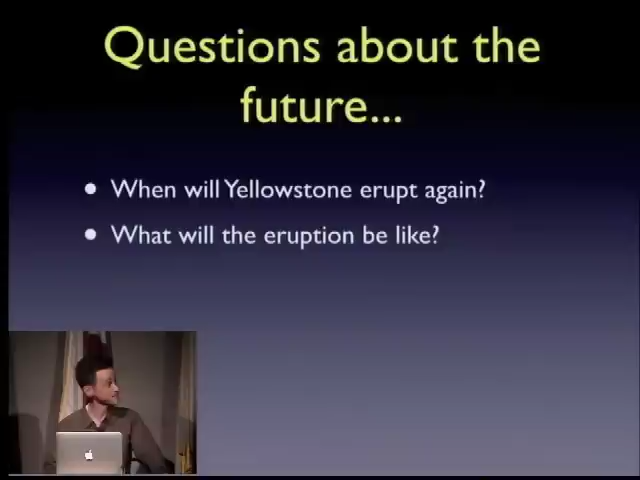 Questions about the
future...
• When will Yellowstone erupt again?
• What will the eruption be like?